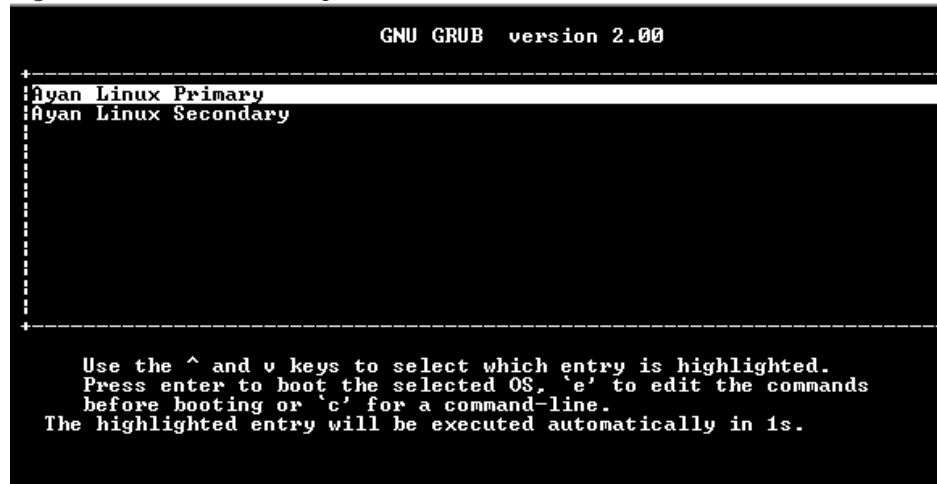 GNU GRUB version 2.00
Ayan Linux Primary
Ayan Linux Secondary
Use the ^ and v keys to select which entry is highlighted.
Press enter to boot the selected OS, `e' to edit the commands
before booting or `c' for a command-line.
The highlighted entry will be executed automatically in 1s.